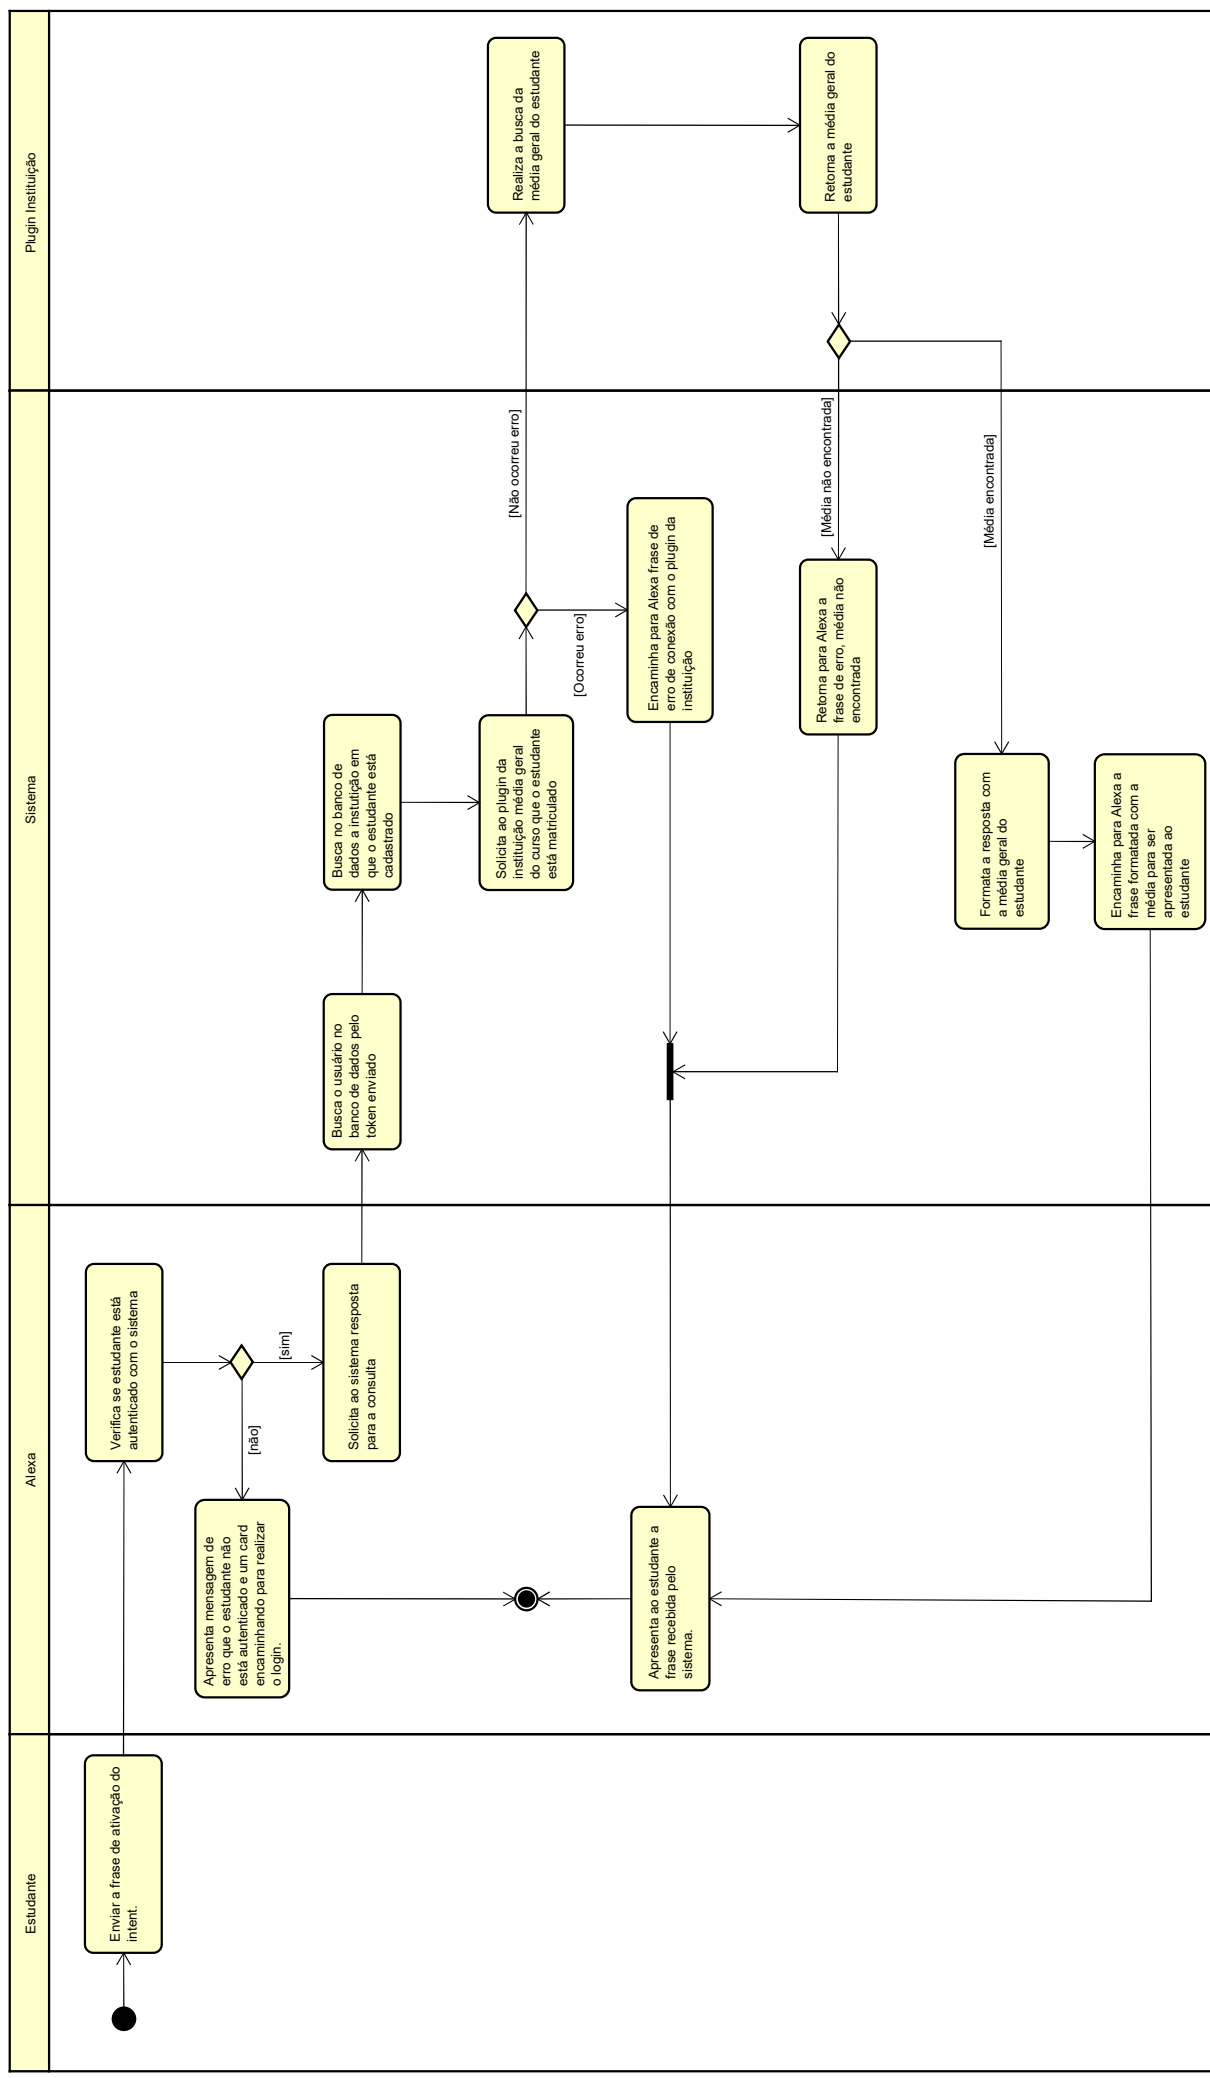 Estudante
Alexa
Sistema
Plugin Instituição
Enviar a frase de ativação do
intent.
Verifica se estudante está
autenticado com o sistema
[não]
[sim]
Apresenta mensagem de
erro que o estudante não
está autenticado e um card
encaminhando para realizar
o login.
Solicita ao sistema resposta
para a consulta
Busca o usuário no
banco de dados pelo
token enviado
Busca no banco de
dados a instutição em
que o estudante está
cadastrado
Solicita ao plugin da
instituição média geral
do curso que o estudante
está matriculado
[Não ocorreu erro]
[Ocorreu erro]
Realiza a busca da
média geral do estudante
Encaminha para Alexa frase de
erro de conexão com o plugin da
instituição
Retorna a média geral do
estudante
[Média não encontrada]
[Média encontrada]
Retorna para Alexa a
frase de erro, média não
encontrada
Formata a resposta com
a média geral do
estudante
Encaminha para Alexa a
frase formatada com a
média para ser
apresentada ao
estudante
Apresenta ao estudante a
frase recebida pelo
sistema.